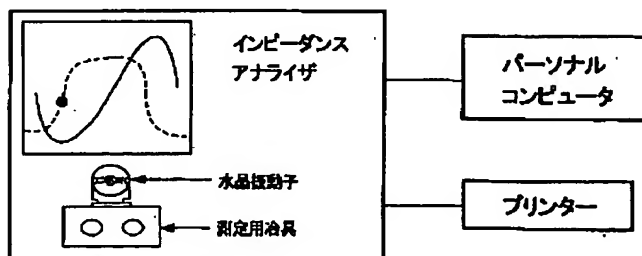 インピーダンス
アナライザ
パーソナル
コンピュータ
水晶振動子
測定用冶具
プリンター